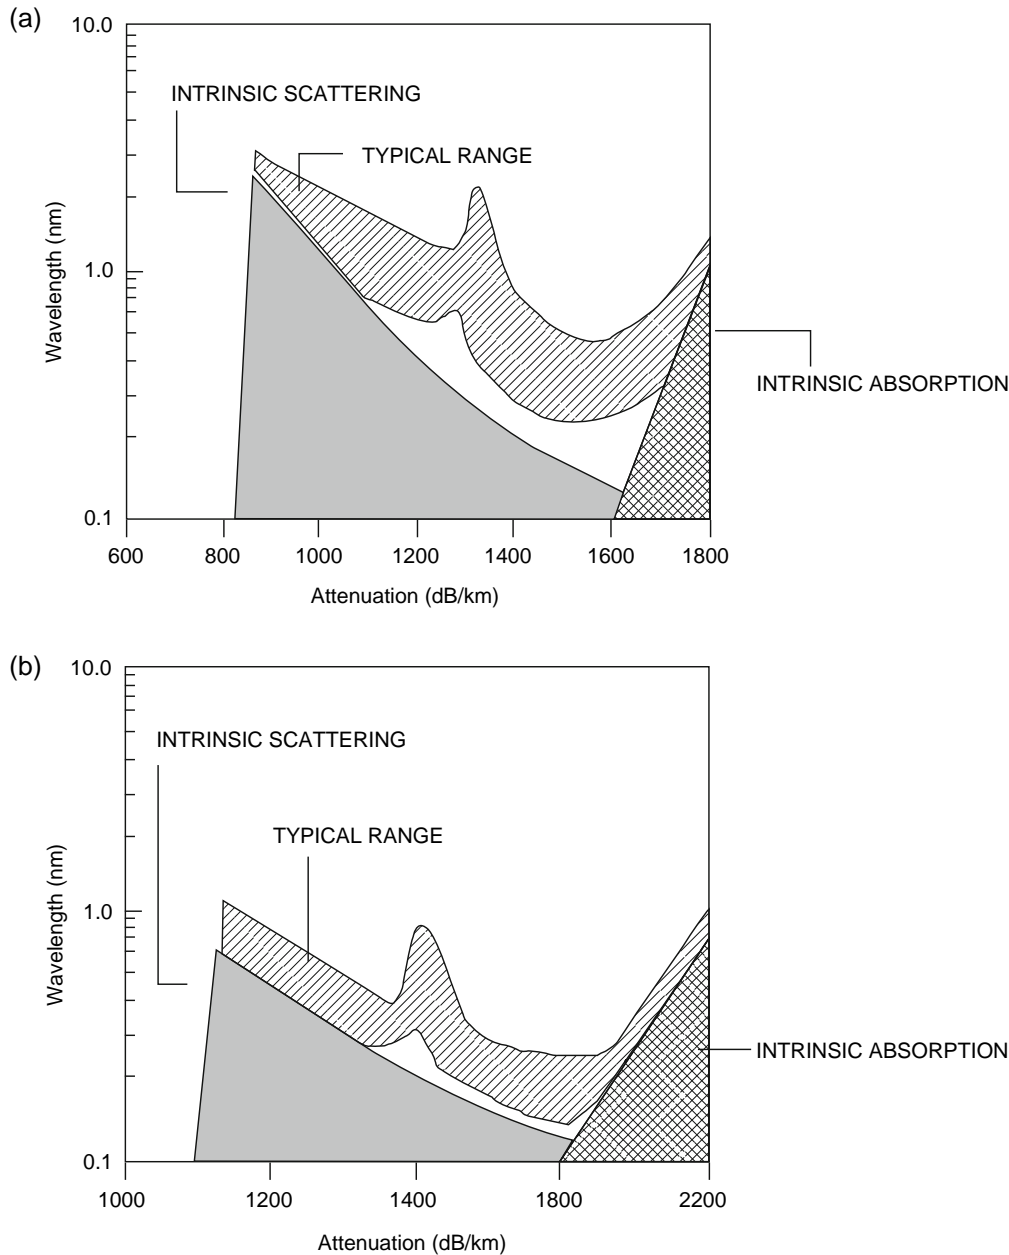 (a)
10.0
INTRINSIC SCATTERING
TYPICAL RANGE
1.0
Wavelength (nm)
INTRINSIC ABSORPTION
0.1
600 800 1000 1200 1400 1600 1800
Attenuation (dB/km)
(b)
10.0
INTRINSIC SCATTERING
TYPICAL RANGE
1.0
Wavelength (nm)
INTRINSIC ABSORPTION
0.1
1000 1200 1400 1800 2200
Attenuation (dB/km)